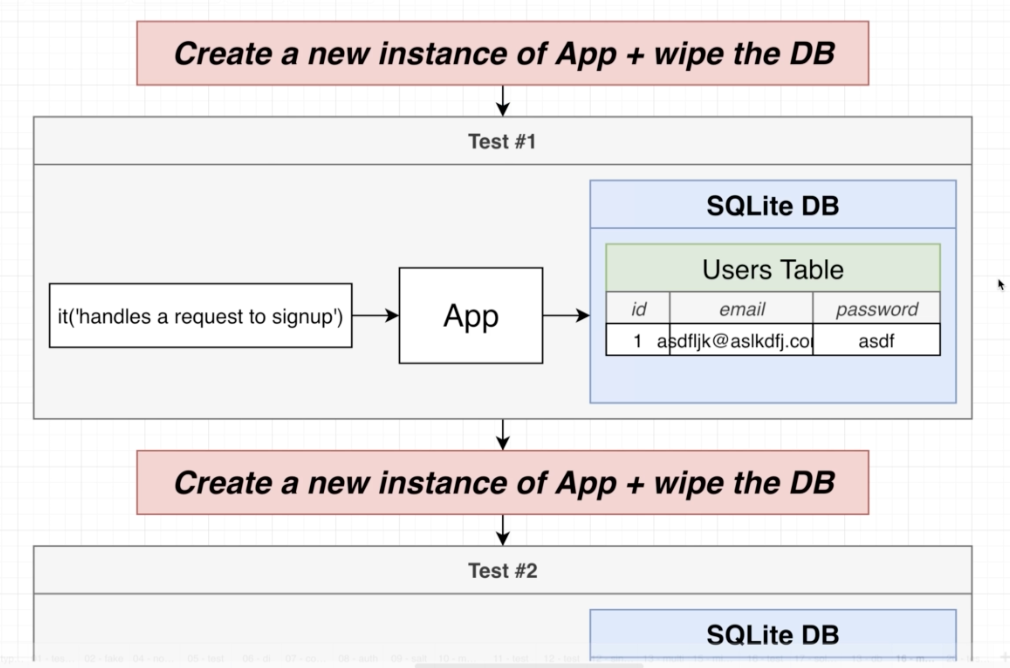 Create a new instance of App + wipe the DB
Test #1
SQLite DB
Users Table
id email password
it('handles a request to signup') App
1 asdfljk@aslkdfj.co asdf
Create a new instance of App + wipe the DB
Test #2
SQLite DB